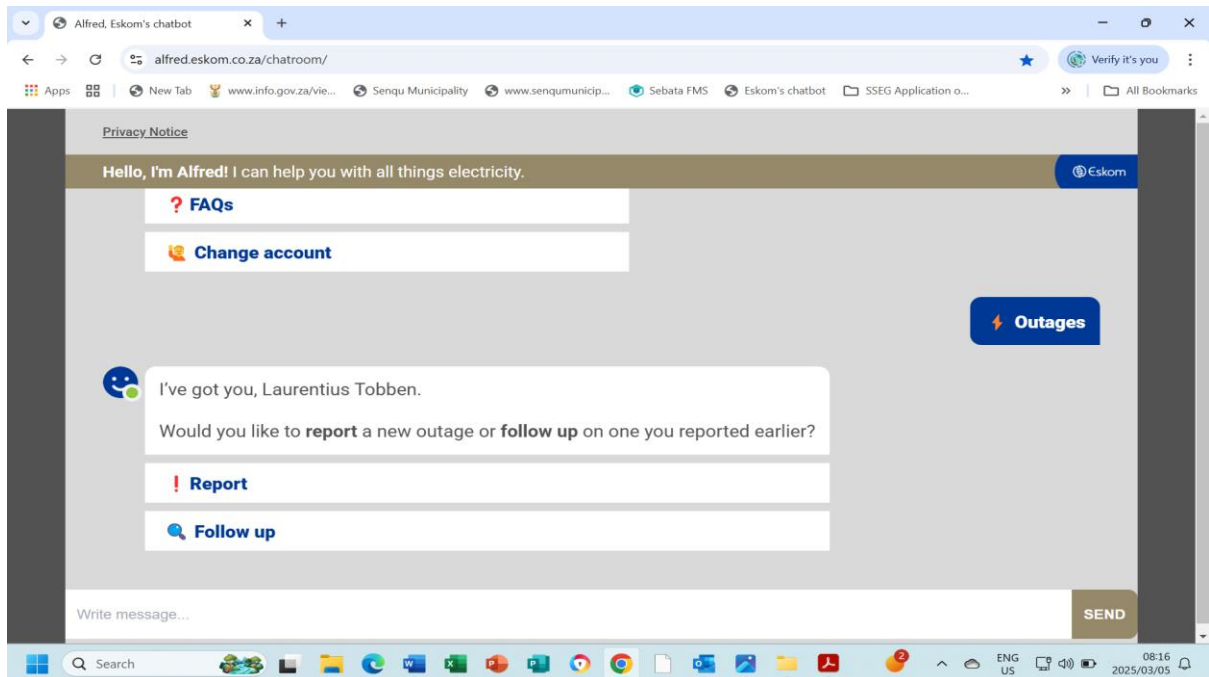 Alfred, Eskom's chatbot
alfred.eskom.co.za/chatroom/
Verify it's you
Apps
New Tab
www.info.gov.za/vie...
Senqu Municipality
www.senqumunicip...
Sebata FMS
Eskom's chatbot
SSEG Application o...
»
All Bookmarks
Privacy Notice
Hello, I'm Alfred! I can help you with all things electricity.
Eskom
❓ FAQs
Change account
Outages
I've got you, Laurentius Tobben.
Would you like to report a new outage or follow up on one you reported earlier?
❗ Report
Follow up
Write message...
SEND
Search
2
ENG
US
08:16
2025/03/05